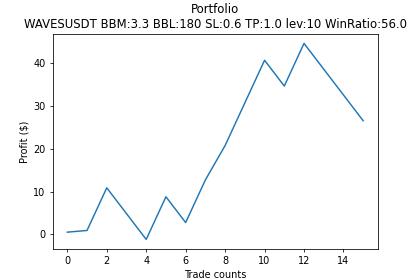 Portfolio
WAVESUSDT BBM:3.3 BBL:180 SL:0.6 TP:1.0 lev:10 WinRatio:56.0
Profit ($)
40
30
20
10
0
0 2 4 6 8 10 12 14
Trade counts